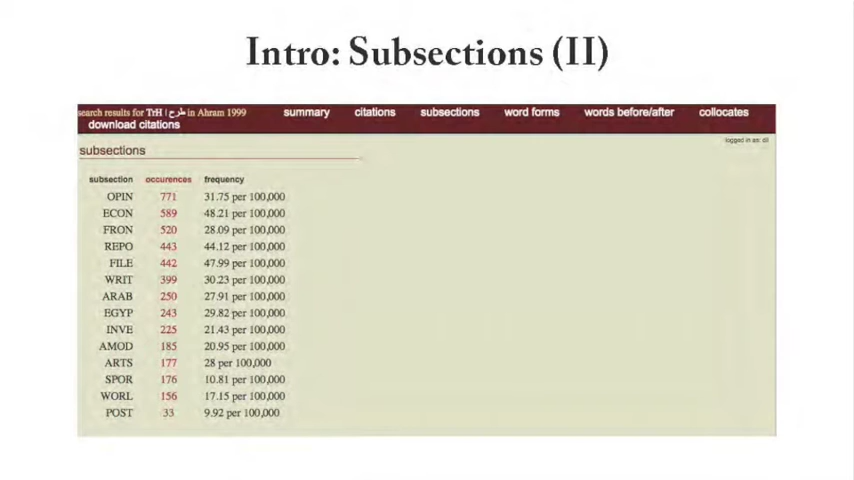 Intro: Subsections (II)
search results for TrH | طرح in Ahram 1999 summary citations subsections word forms words before/after collocates
download citations
logged in as: dil
subsections
subsection occurences frequency
OPIN 771 31.75 per 100,000
ECON 589 48.21 per 100,000
FRON 520 28.09 per 100,000
REPO 443 44.12 per 100,000
FILE 442 47.99 per 100,000
WRIT 399 30.23 per 100,000
ARAB 250 27.91 per 100,000
EGYP 243 29.82 per 100,000
INVE 225 21.43 per 100,000
AMOD 185 20.95 per 100,000
ARTS 177 28 per 100,000
SPOR 176 10.81 per 100,000
WORL 156 17.15 per 100,000
POST 33 9.92 per 100,000